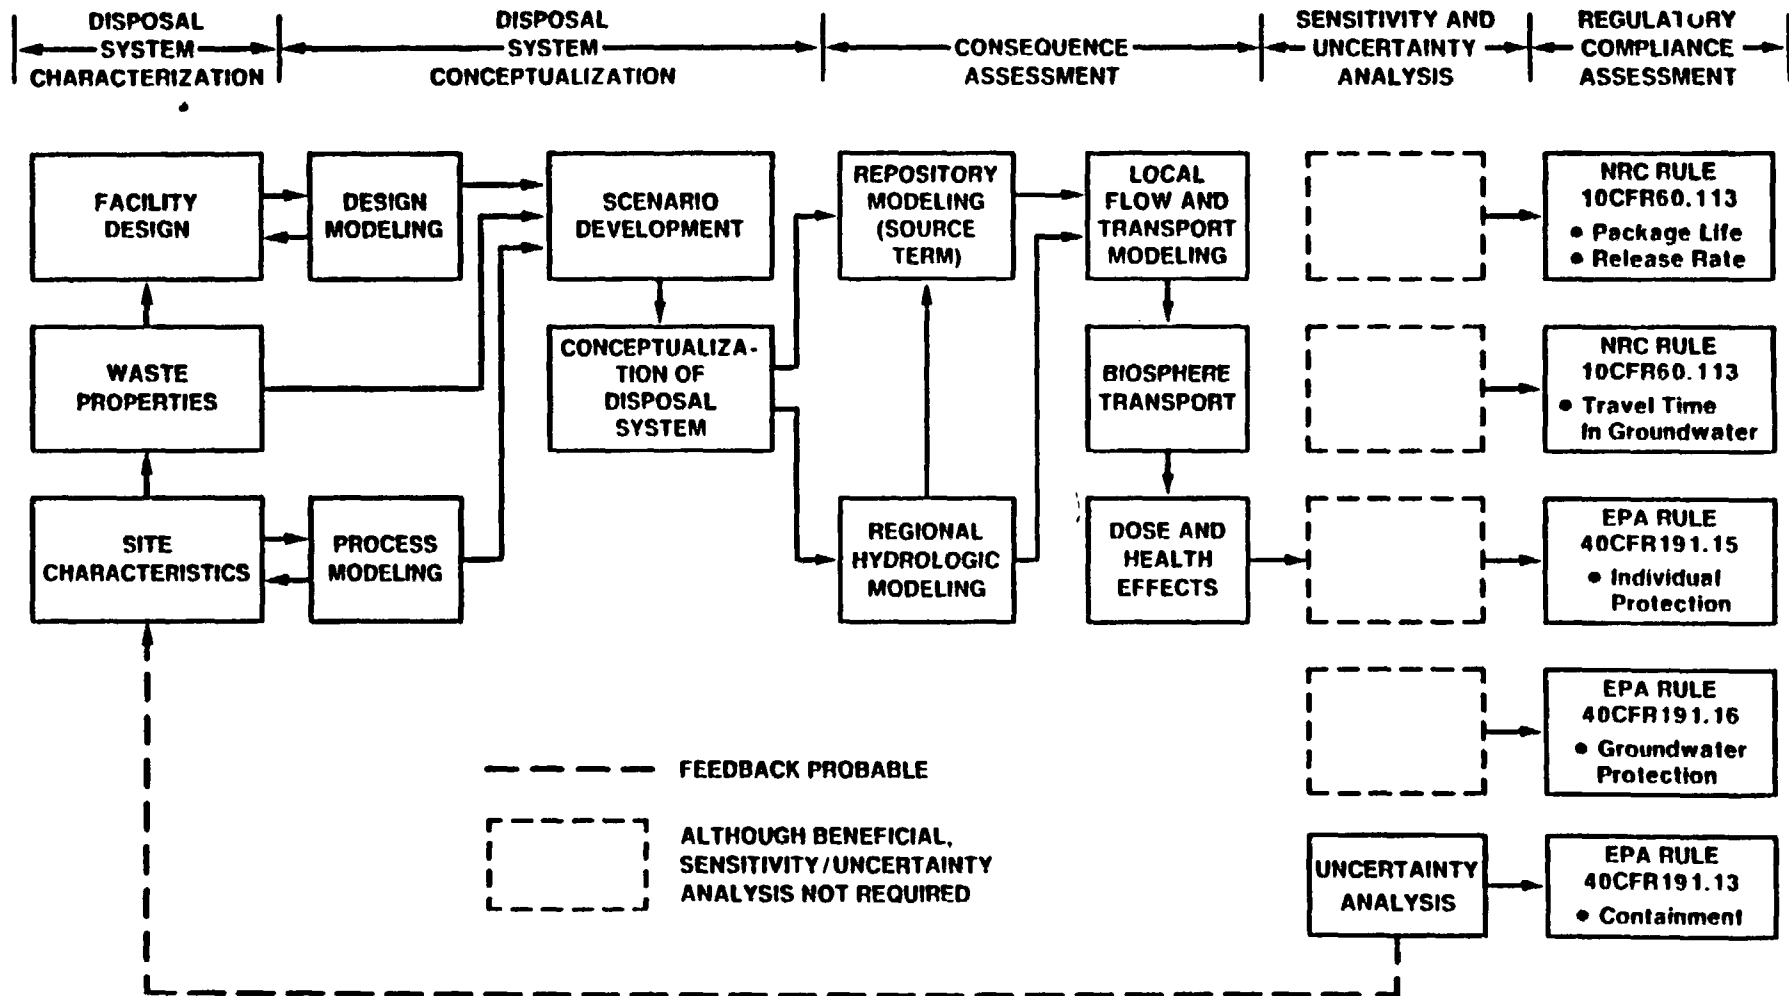 DISPOSAL
SYSTEM
CHARACTERIZATION
DISPOSAL
SYSTEM
CONCEPTUALIZATION
CONSEQUENCE
ASSESSMENT
SENSITIVITY AND
UNCERTAINTY
ANALYSIS
REGULATORY
COMPLIANCE
ASSESSMENT
FACILITY
DESIGN
DESIGN
MODELING
SCENARIO
DEVELOPMENT
REPOSITORY
MODELING
(SOURCE
TERM)
LOCAL
FLOW AND
TRANSPORT
MODELING
NRC RULE
10CFR60.113
• Package Life
• Release Rate
WASTE
PROPERTIES
CONCEPTUALIZA-
TION OF
DISPOSAL
SYSTEM
BIOSPHERE
TRANSPORT
NRC RULE
10CFR60.113
• Travel Time
In Groundwater
SITE
CHARACTERISTICS
PROCESS
MODELING
REGIONAL
HYDROLOGIC
MODELING
DOSE AND
HEALTH
EFFECTS
EPA RULE
40CFR191.15
• Individual
Protection
EPA RULE
40CFR191.16
• Groundwater
Protection
FEEDBACK PROBABLE
ALTHOUGH BENEFICIAL,
SENSITIVITY/UNCERTAINTY
ANALYSIS NOT REQUIRED
UNCERTAINTY
ANALYSIS
EPA RULE
40CFR191.13
• Containment